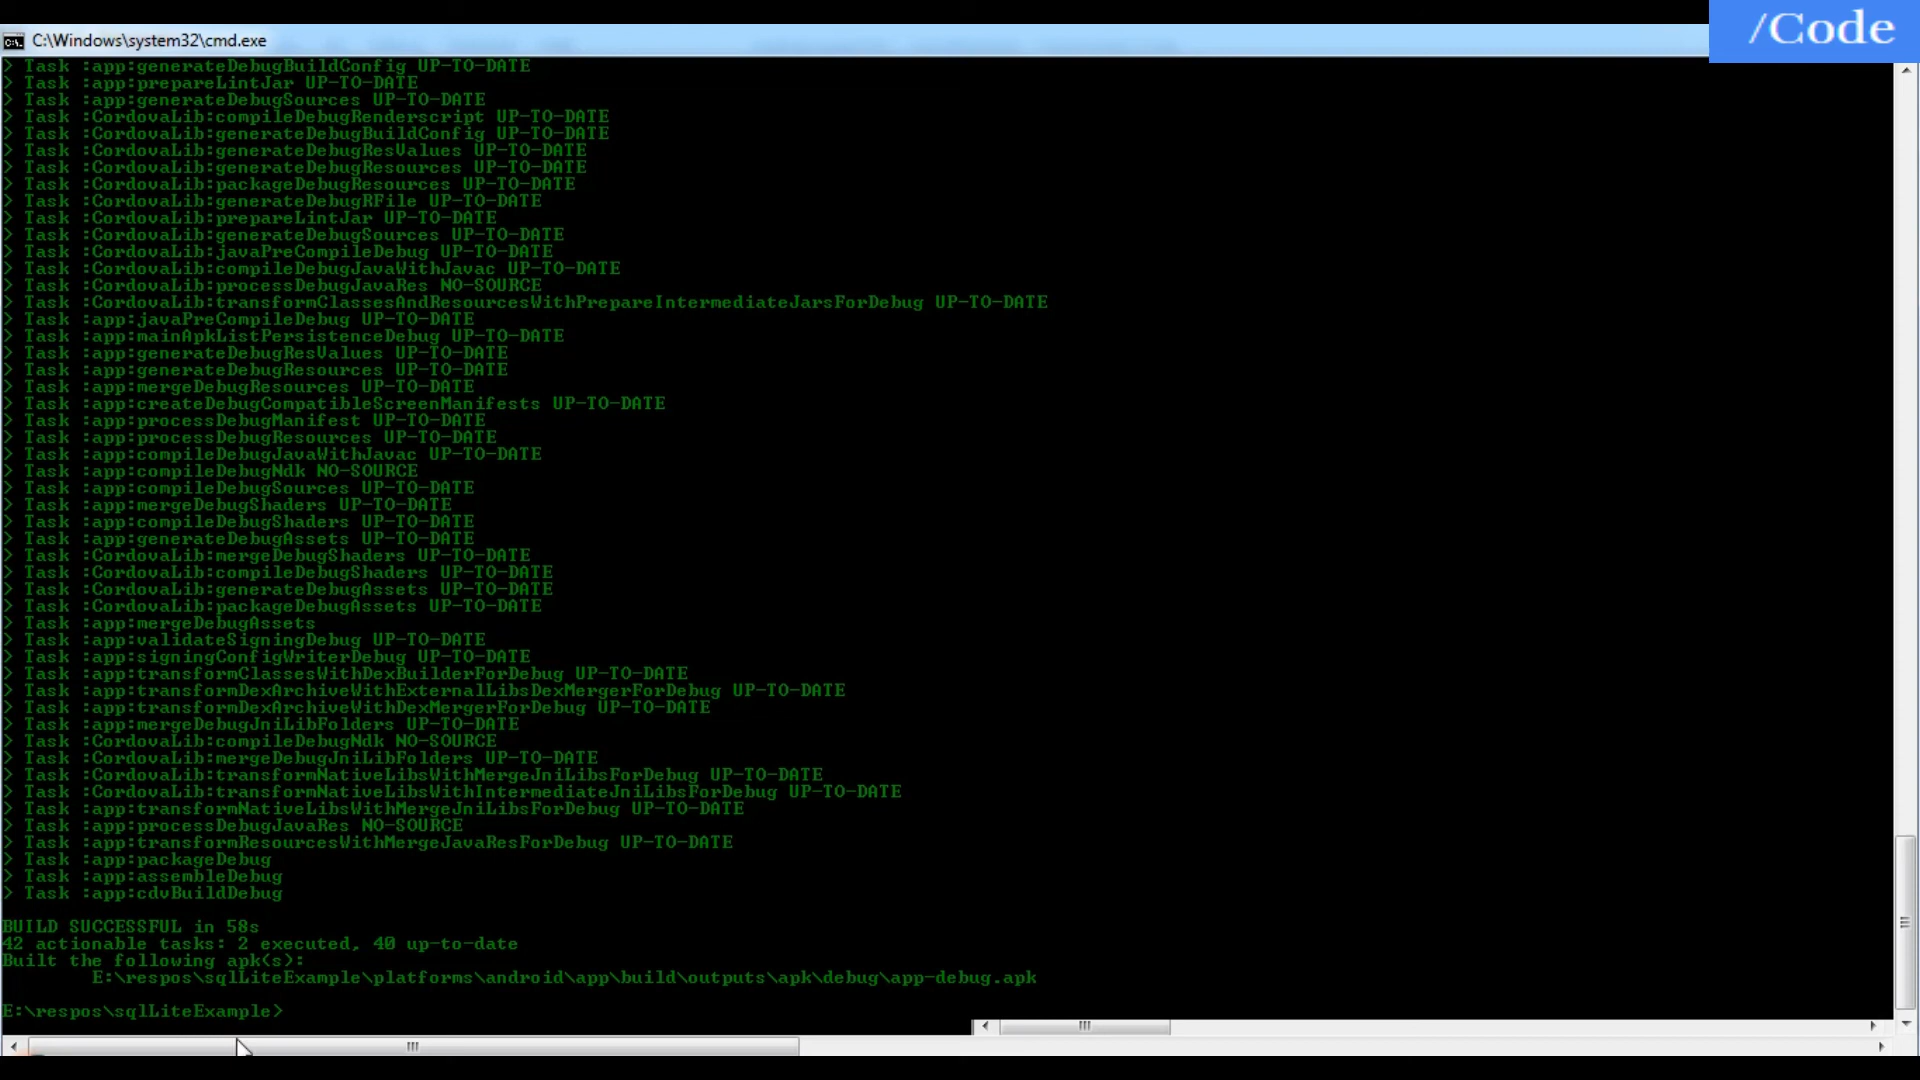 /Code
C:\Windows\system32\cmd.exe
> Task :app:generateDebugBuildConfig UP-TO-DATE
> Task :app:prepareLintJar UP-TO-DATE
> Task :app:generateDebugSources UP-TO-DATE
> Task :CordovaLib:compileDebugRenderscript UP-TO-DATE
> Task :CordovaLib:generateDebugBuildConfig UP-TO-DATE
> Task :CordovaLib:generateDebugResValues UP-TO-DATE
> Task :CordovaLib:generateDebugResources UP-TO-DATE
> Task :CordovaLib:packageDebugResources UP-TO-DATE
> Task :CordovaLib:generateDebugRFile UP-TO-DATE
> Task :CordovaLib:prepareLintJar UP-TO-DATE
> Task :CordovaLib:generateDebugSources UP-TO-DATE
> Task :CordovaLib:javaPreCompileDebug UP-TO-DATE
> Task :CordovaLib:compileDebugJavaWithJavac UP-TO-DATE
> Task :CordovaLib:processDebugJavaRes NO-SOURCE
> Task :CordovaLib:transformClassesAndResourcesWithPrepareIntermediateJarsForDebug UP-TO-DATE
> Task :app:javaPreCompileDebug UP-TO-DATE
> Task :app:mainApkListPersistenceDebug UP-TO-DATE
> Task :app:generateDebugResValues UP-TO-DATE
> Task :app:generateDebugResources UP-TO-DATE
> Task :app:mergeDebugResources UP-TO-DATE
> Task :app:createDebugCompatibleScreenManifests UP-TO-DATE
> Task :app:processDebugManifest UP-TO-DATE
> Task :app:processDebugResources UP-TO-DATE
> Task :app:compileDebugJavaWithJavac UP-TO-DATE
> Task :app:compileDebugNdk NO-SOURCE
> Task :app:compileDebugSources UP-TO-DATE
> Task :app:mergeDebugShaders UP-TO-DATE
> Task :app:compileDebugShaders UP-TO-DATE
> Task :app:generateDebugAssets UP-TO-DATE
> Task :CordovaLib:mergeDebugShaders UP-TO-DATE
> Task :CordovaLib:compileDebugShaders UP-TO-DATE
> Task :CordovaLib:generateDebugAssets UP-TO-DATE
> Task :CordovaLib:packageDebugAssets UP-TO-DATE
> Task :app:mergeDebugAssets
> Task :app:validateSigningDebug UP-TO-DATE
> Task :app:signingConfigWriterDebug UP-TO-DATE
> Task :app:transformClassesWithDexBuilderForDebug UP-TO-DATE
> Task :app:transformDexArchiveWithExternalLibsDexMergerForDebug UP-TO-DATE
> Task :app:transformDexArchiveWithDexMergerForDebug UP-TO-DATE
> Task :app:mergeDebugJniLibFolders UP-TO-DATE
> Task :CordovaLib:compileDebugNdk NO-SOURCE
> Task :CordovaLib:mergeDebugJniLibFolders UP-TO-DATE
> Task :CordovaLib:transformNativeLibsWithMergeJniLibsForDebug UP-TO-DATE
> Task :CordovaLib:transformNativeLibsWithIntermediateJniLibsForDebug UP-TO-DATE
> Task :app:transformNativeLibsWithMergeJniLibsForDebug UP-TO-DATE
> Task :app:processDebugJavaRes NO-SOURCE
> Task :app:transformResourcesWithMergeJavaResForDebug UP-TO-DATE
> Task :app:packageDebug
> Task :app:assembleDebug
> Task :app:cdvBuildDebug
BUILD SUCCESSFUL in 58s
42 actionable tasks: 2 executed, 40 up-to-date
Built the following apk(s):
E:\respos\sqlLiteExample\platforms\android\app\build\outputs\apk\debug\app-debug.apk
E:\respos\sqlLiteExample>